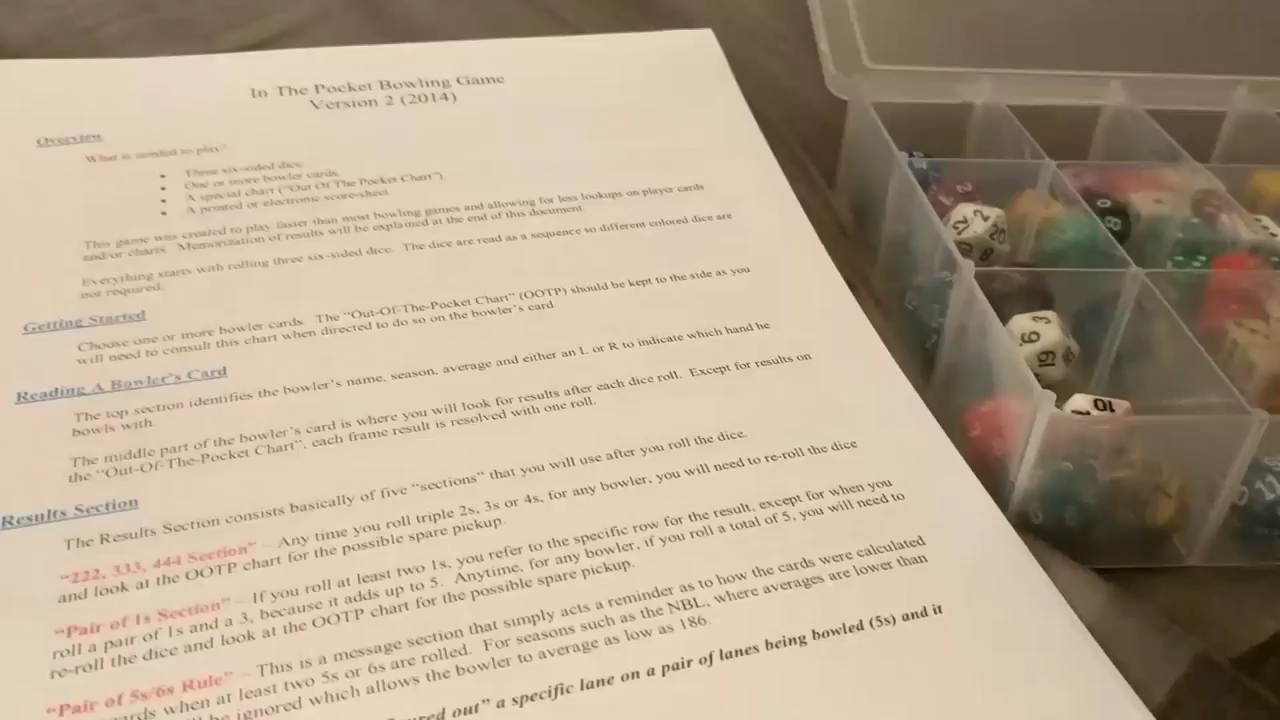 In The Pocket Bowling Game
Version 2 (2014)
Overview
What is needed to play?
• Three six-sided dice
• One or more bowler cards
• A special chart ("Out Of The Pocket Chart")
• A printed or electronic score-sheet
This game was created to play faster than most bowling games and allowing for less lookups on player cards
and/or charts. Memorization of results will be explained at the end of this document.
Everything starts with rolling three six-sided dice. The dice are read as a sequence so different colored dice are
not required.
Getting Started
Choose one or more bowler cards. The "Out-Of-The-Pocket Chart" (OOTP) should be kept to the side as you
will need to consult this chart when directed to do so on the bowler's card
Reading A Bowler's Card
The top section identifies the bowler's name, season, average and either an L or R to indicate which hand he
bowls with.
The middle part of the bowler's card is where you will look for results after each dice roll. Except for results on
the "Out-Of-The-Pocket Chart", each frame result is resolved with one roll.
Results Section
The Results Section consists basically of five "sections" that you will use after you roll the dice.
"222, 333, 444 Section" – Any time you roll triple 2s, 3s or 4s, for any bowler, you will need to re-roll the dice
and look at the OOTP chart for the possible spare pickup.
"Pair of 1s Section" – If you roll at least two 1s, you refer to the specific row for the result, except for when you
roll a pair of 1s and a 3, because it adds up to 5. Anytime, for any bowler, if you roll a total of 5, you will need to
re-roll the dice and look at the OOTP chart for the possible spare pickup.
"Pair of 5s/6s Rule" – This is a message section that simply acts a reminder as to how the cards were calculated
when at least two 5s or 6s are rolled. For seasons such as the NBL, where averages are lower than
be ignored which allows the bowler to average as low as 186.
out" a specific lane on a pair of lanes being bowled (5s) and it
2
20
12
8
8
0
3
6
19
10
11